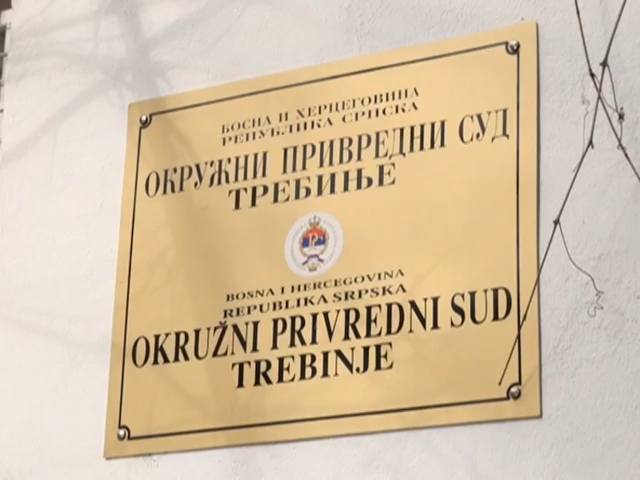 БОСНА И ХЕРЦЕГОВИНА
РЕПУБЛИКА СРПСКА
ОКРУЖНИ ПРИВРЕДНИ СУД
ТРЕБИЊЕ
BOSNA I HERCEGOVINA
REPUBLIKA SRPSKA
OKRUŽNI PRIVREDNI SUD
TREBINJE